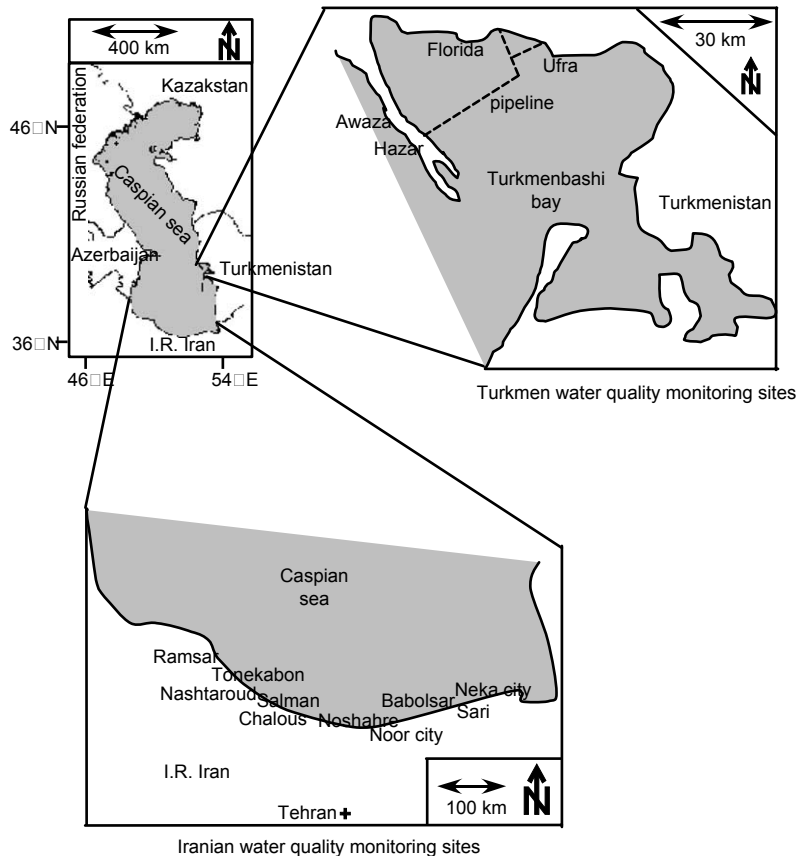 400 km
N
Kazakstan
46□N
Russian federation
Caspian sea
Azerbaijan
Turkmenistan
36□N
I.R. Iran
46□E
54□E
30 km
N
Florida
Ufra
pipeline
Awaza
Hazar
Turkmenbashi
bay
Turkmenistan
Turkmen water quality monitoring sites
Caspian
sea
Ramsar
Tonekabon
Nashtaroud
Salman
Chalous
Noshahre
Noor city
Babolsar
Neka city
Sari
I.R. Iran
Tehran
100 km
N
Iranian water quality monitoring sites